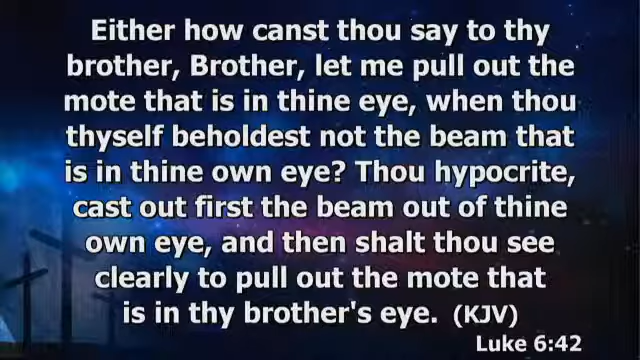 Either how canst thou say to thy
brother, Brother, let me pull out the
mote that is in thine eye, when thou
thyself beholdest not the beam that
is in thine own eye? Thou hypocrite,
cast out first the beam out of thine
own eye, and then shalt thou see
clearly to pull out the mote that
is in thy brother's eye. (KJV)
Luke 6:42